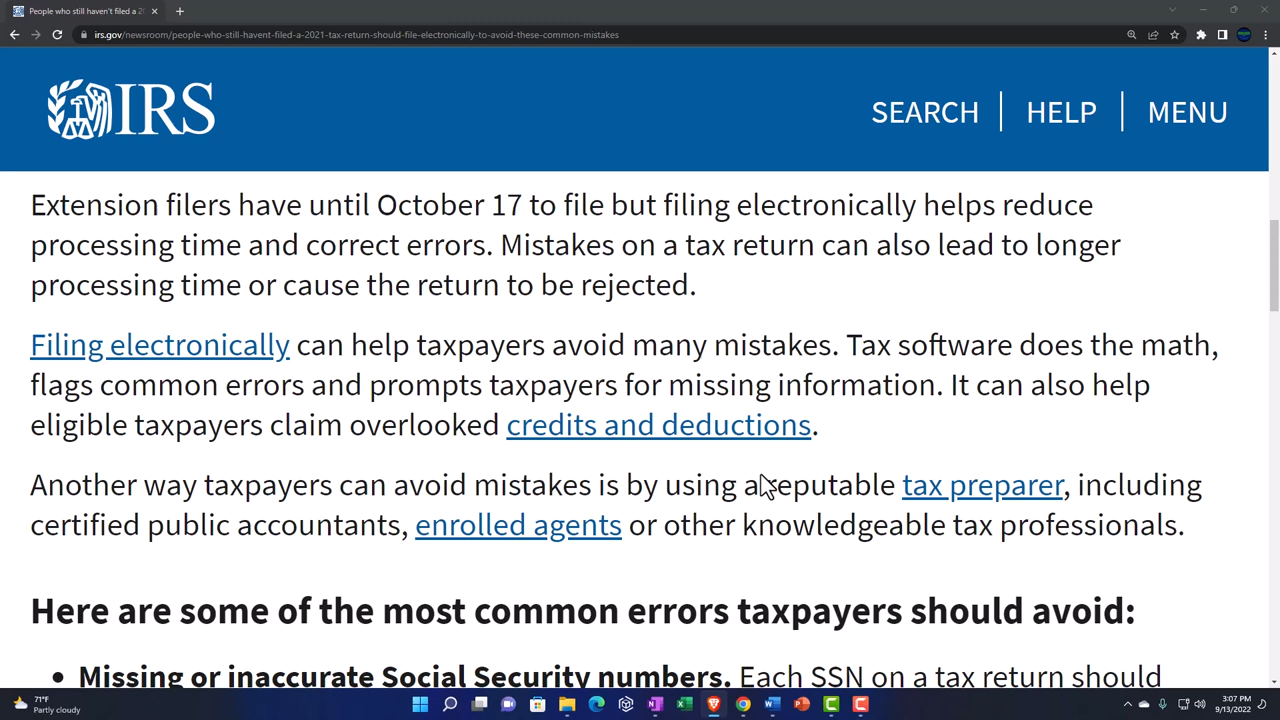 People who still haven't filed a 2
irs.gov/newsroom/people-who-still-havent-filed-a-2021-tax-return-should-file-electronically-to-avoid-these-common-mistakes
IRS
SEARCH | HELP | MENU
Extension filers have until October 17 to file but filing electronically helps reduce
processing time and correct errors. Mistakes on a tax return can also lead to longer
processing time or cause the return to be rejected.
Filing electronically can help taxpayers avoid many mistakes. Tax software does the math,
flags common errors and prompts taxpayers for missing information. It can also help
eligible taxpayers claim overlooked credits and deductions.
Another way taxpayers can avoid mistakes is by using a reputable tax preparer, including
certified public accountants, enrolled agents or other knowledgeable tax professionals.
Here are some of the most common errors taxpayers should avoid:
• Missing or inaccurate Social Security numbers. Each SSN on a tax return should
71°F
Partly cloudy
3:07 PM
9/13/2022